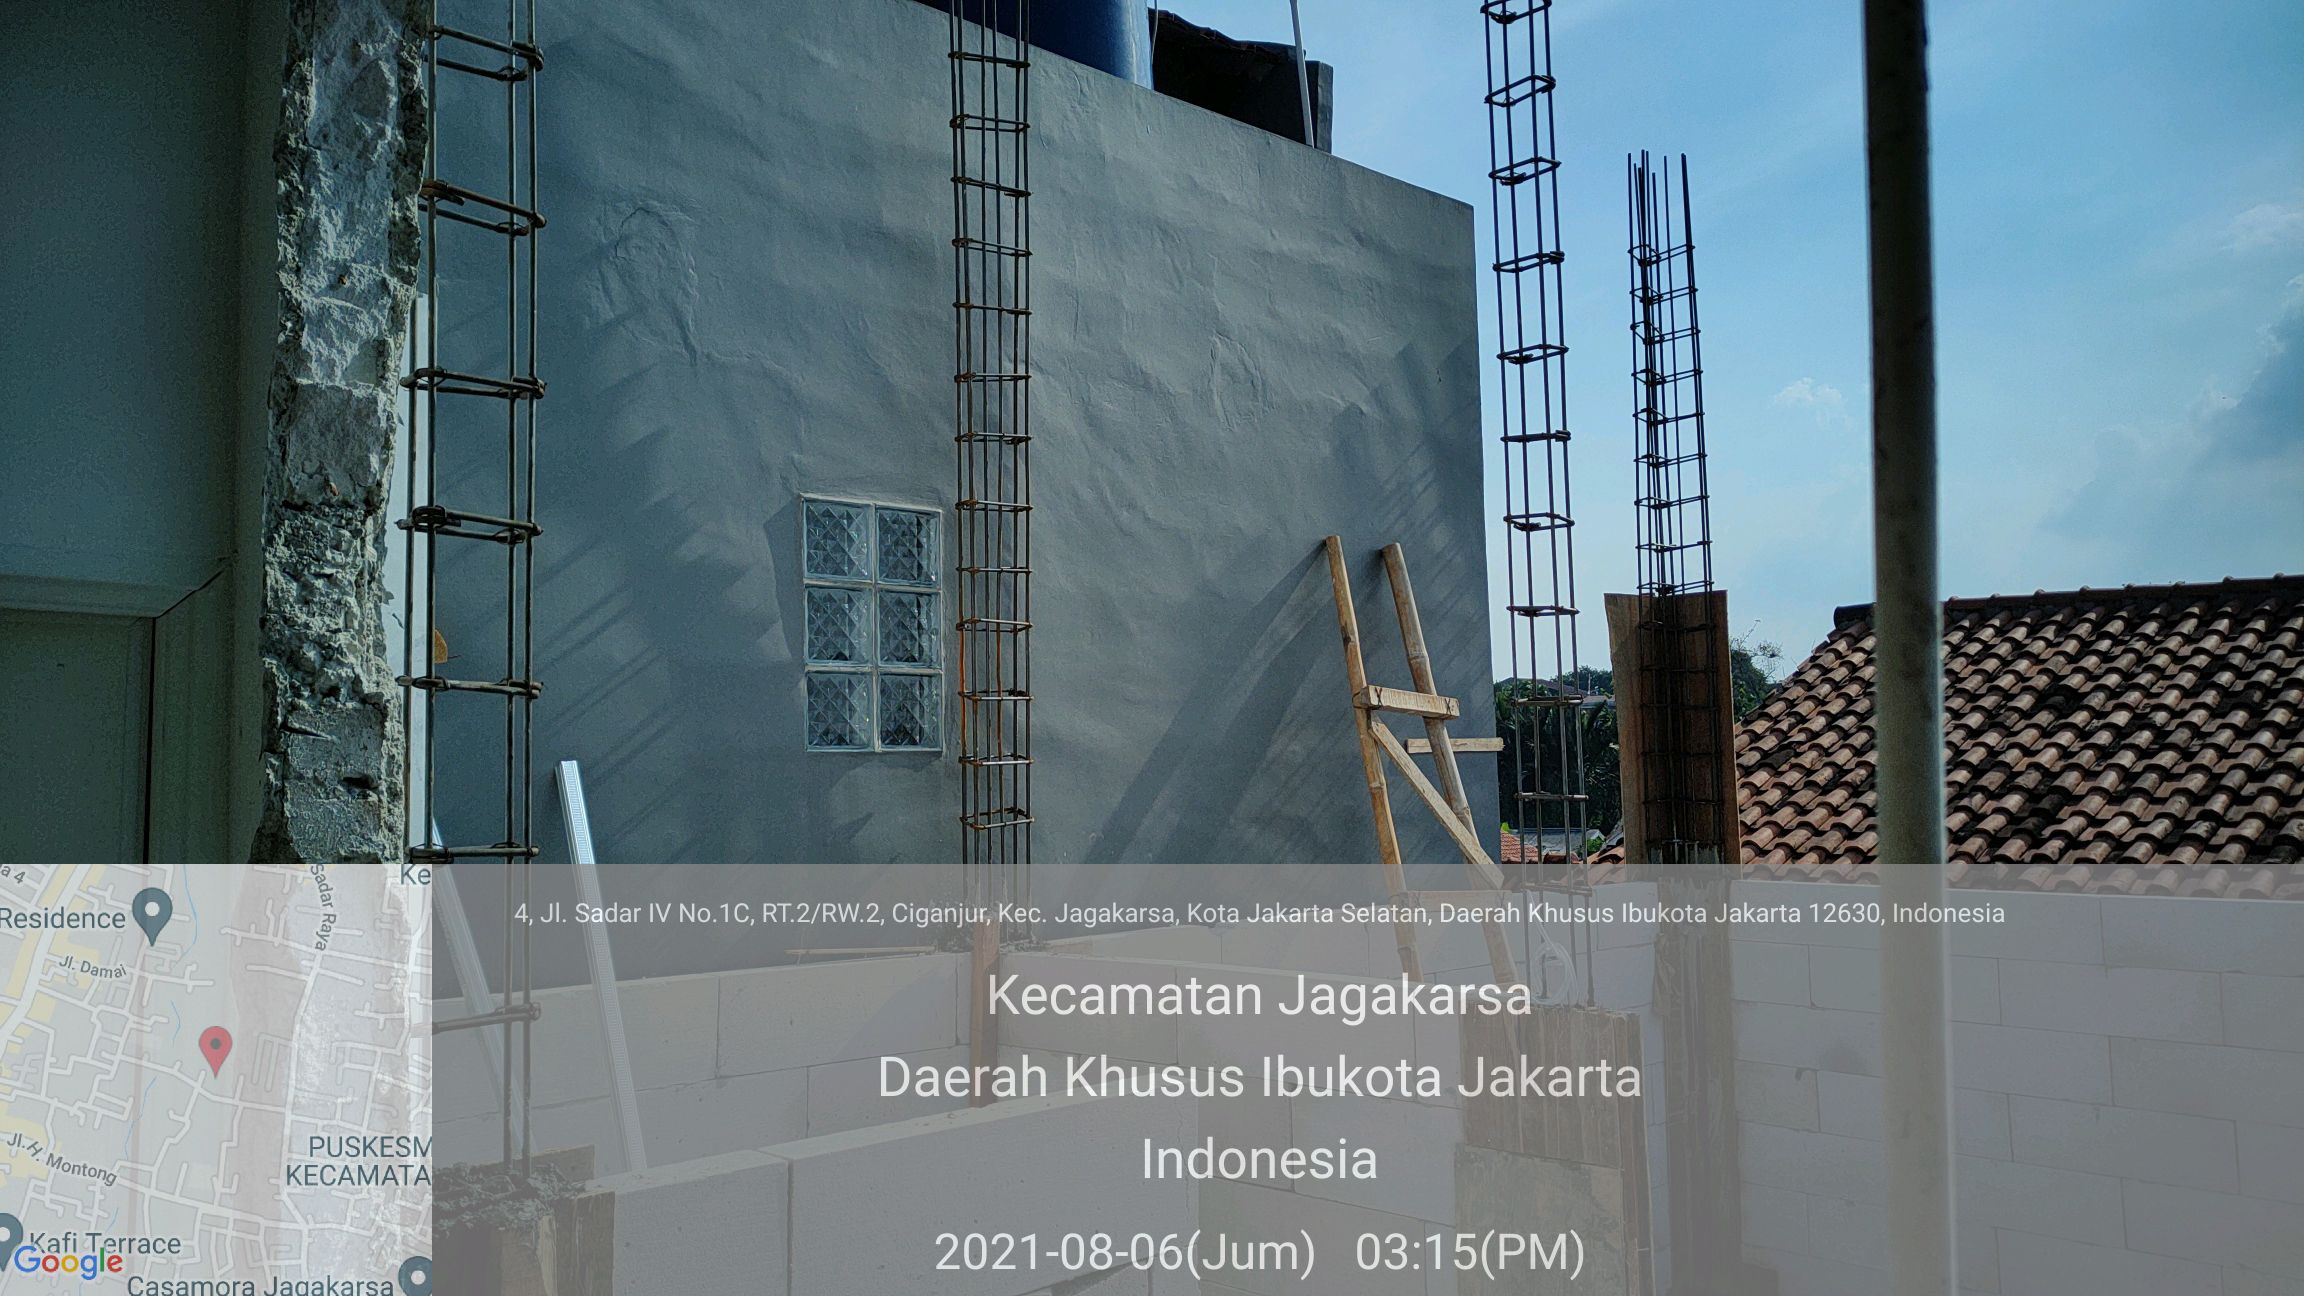 4, Jl. Sadar IV No.1C, RT.2/RW.2, Ciganjur, Kec. Jagakarsa, Kota Jakarta Selatan, Daerah Khusus Ibukota Jakarta 12630, Indonesia
Kecamatan Jagakarsa
Daerah Khusus Ibukota Jakarta
Indonesia
2021-08-06(Jum) 03:15(PM)
Ke
a 4
Sadar Raya
Residence
Jl. Damai
Jl. H. Montong
PUSKESM
KECAMATA
Kafi Terrace
Google
Casamora Jagakarsa